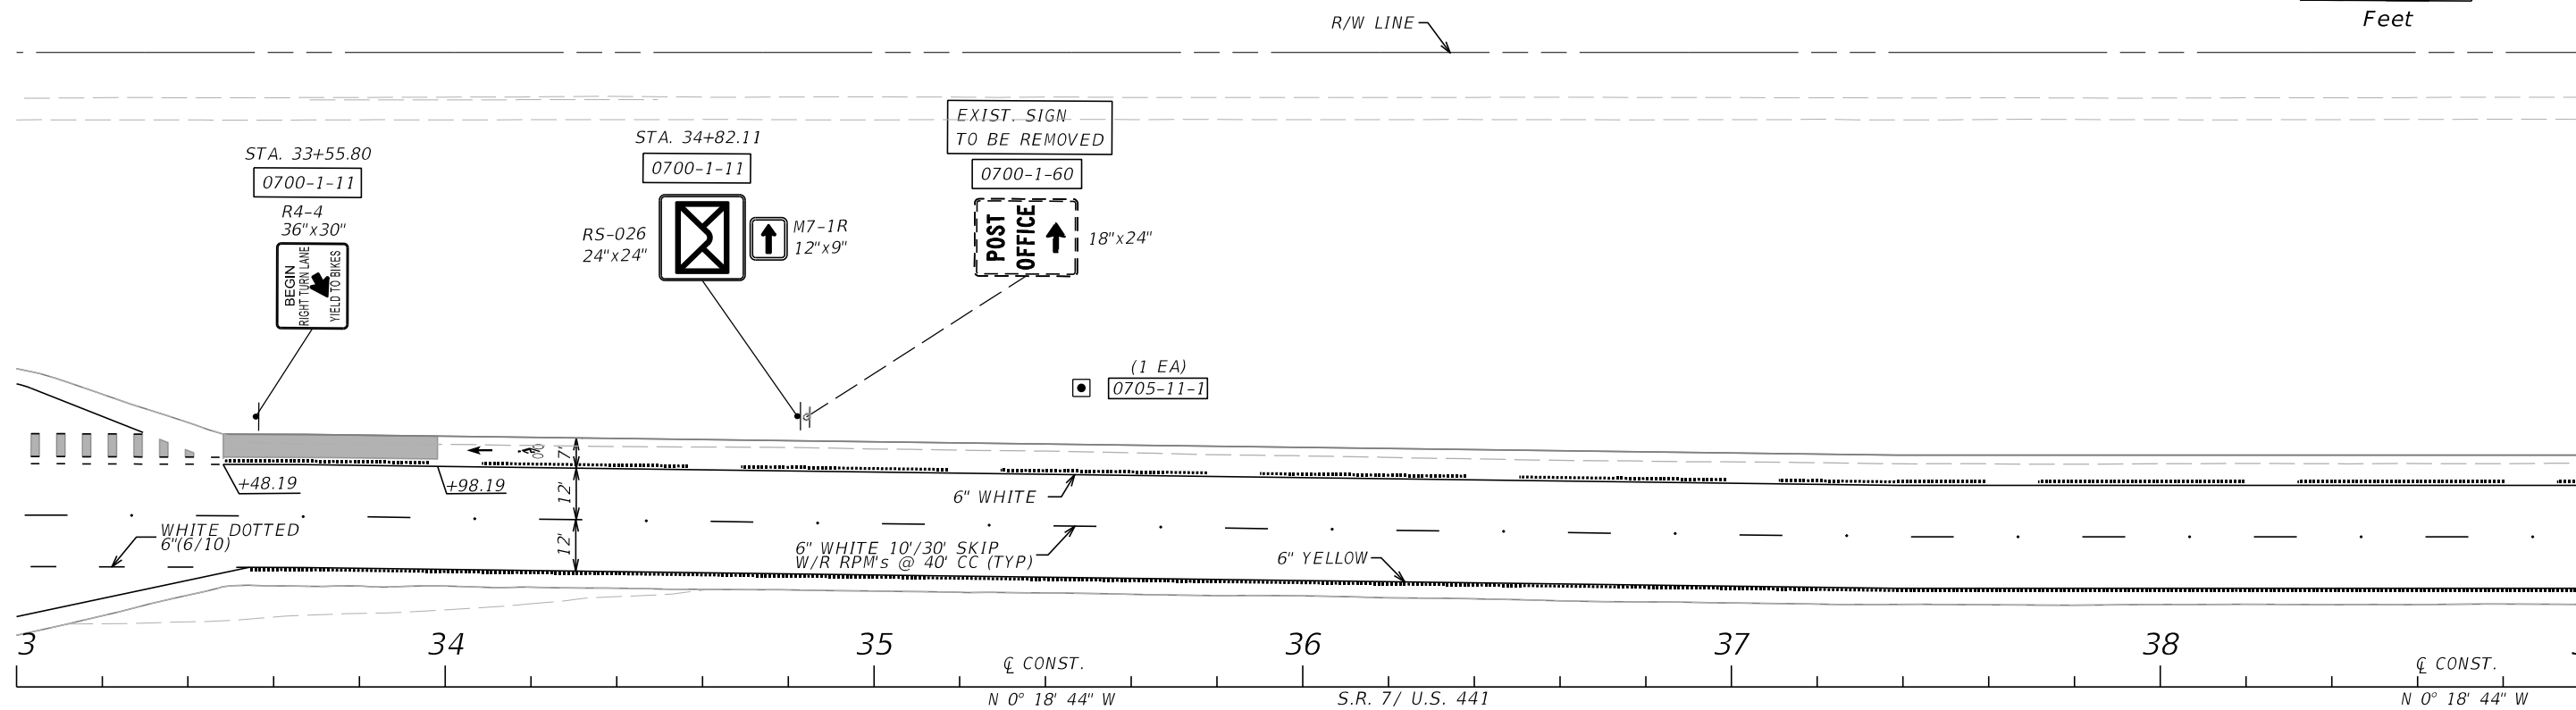 Feet
R/W LINE
EXIST. SIGN
TO BE REMOVED
0700-1-60
POST
OFFICE
18"x24"
STA. 34+82.11
0700-1-11
RS-026
24"x24"
M7-1R
12"x9"
STA. 33+55.80
0700-1-11
R4-4
36"x30"
BEGIN
RIGHT TURN LANE
YIELD TO BIKES
(1 EA)
0705-11-1
7'
12'
12'
+48.19
+98.19
6" WHITE
WHITE DOTTED
6"(6/10)
6" WHITE 10'/30' SKIP
W/R RPM's @ 40' CC (TYP)
6" YELLOW
3
34
35
36
37
38
℄ CONST.
N 0° 18' 44" W
S.R. 7/ U.S. 441
℄ CONST.
N 0° 18' 44" W